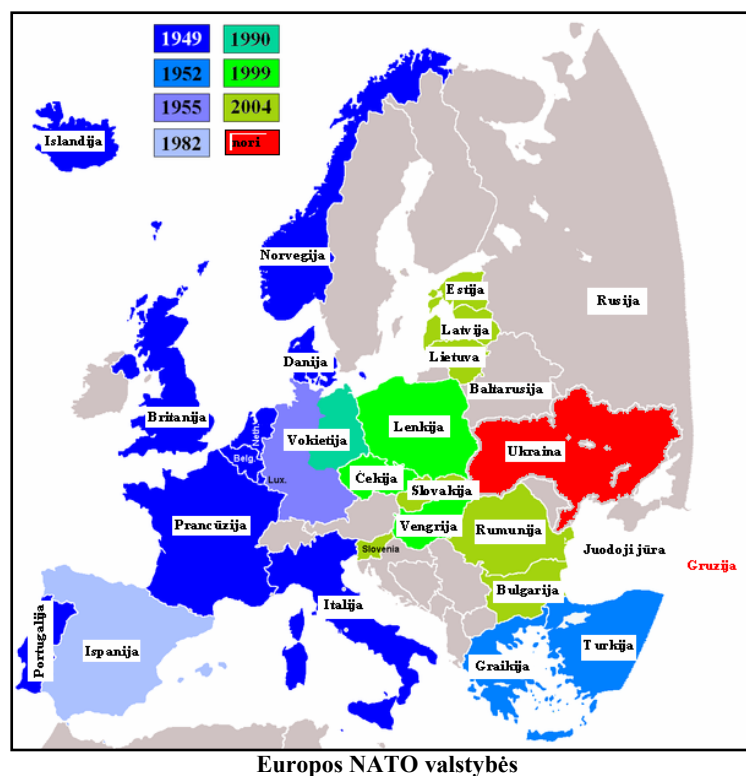 1949
1990
1952
1999
1955
2004
1982
nori
Islandija
Norvegija
Estija
Rusija
Latvija
Danija
Lietuva
Baltarusija
Britanija
Neth.
Vokietija
Lenkija
Ukraina
Belg.
Lux.
Čekija
Slovakija
Prancūzija
Vengrija
Rumunija
Slovenia
Juodoji jūra
Gruzija
Bulgarija
Italija
Portugalija
Ispanija
Turkija
Graikija
Europos NATO valstybės